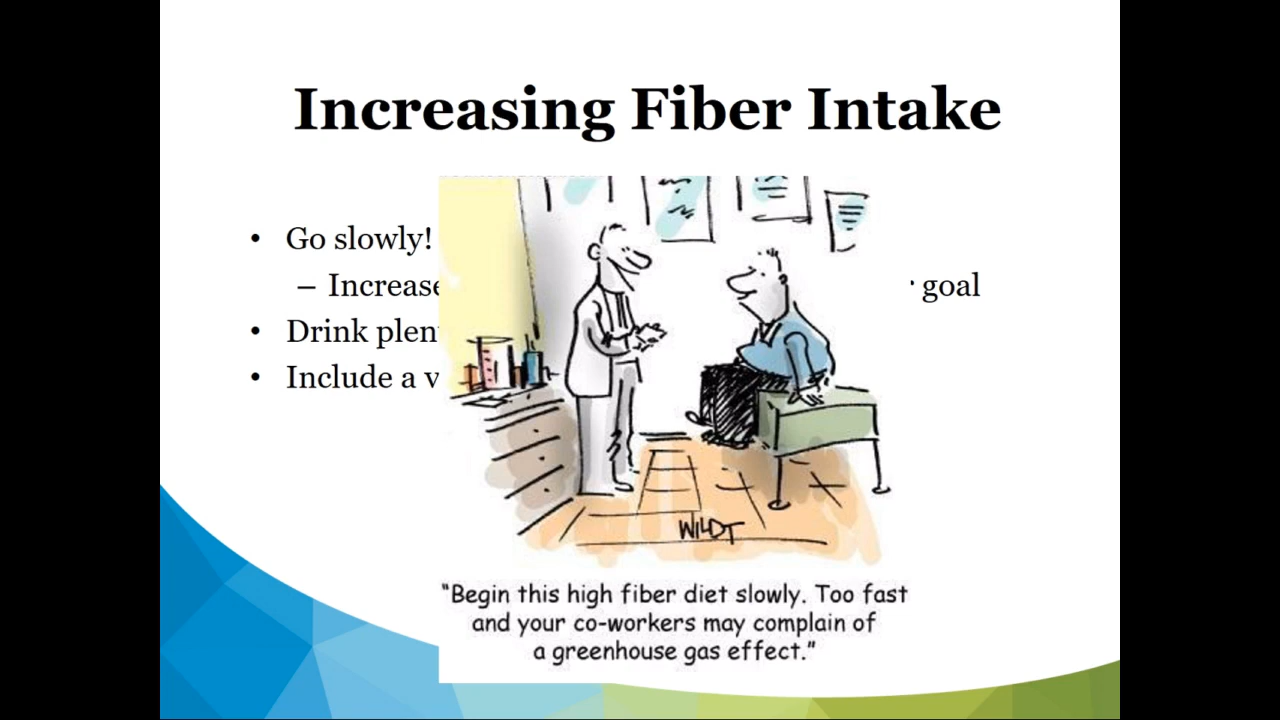 Increasing Fiber Intake
• Go slowly!
– Increase goal
• Drink
• Include a
WILDT
"Begin this high fiber diet slowly. Too fast
and your co-workers may complain of
a greenhouse gas effect."